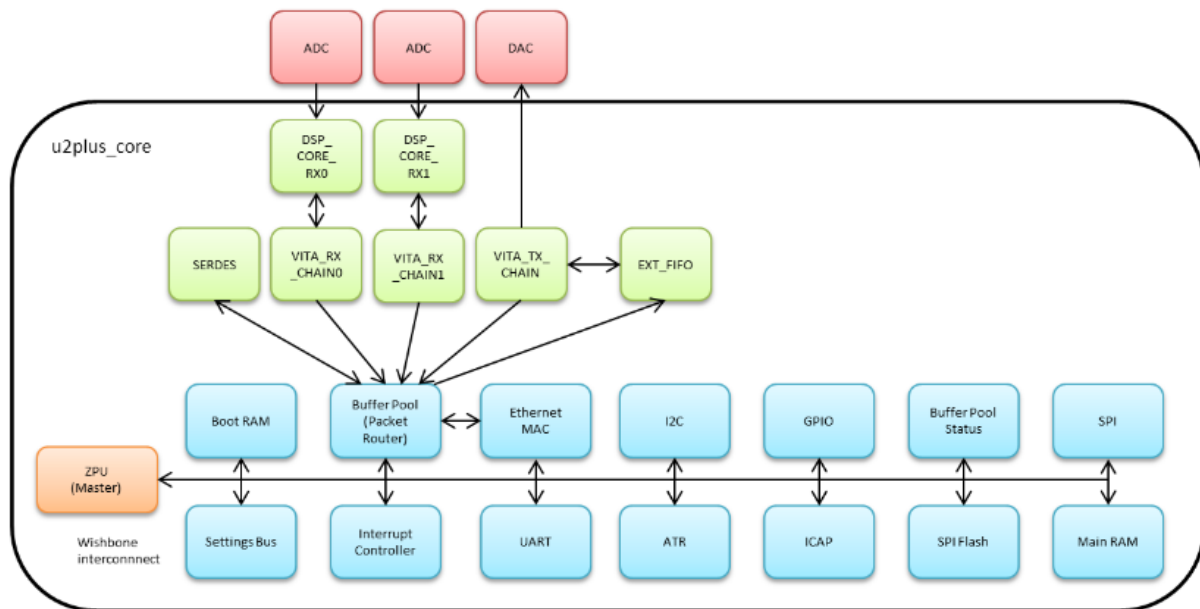 ADC
ADC
DAC
u2plus_core
DSP_
CORE_
RX0
DSP_
CORE_
RX1
SERDES
VITA_RX
_CHAIN0
VITA_RX
_CHAIN1
VITA_TX_
CHAIN
EXT_FIFO
Boot RAM
Buffer Pool
(Packet
Router)
Ethernet
MAC
I2C
GPIO
Buffer Pool
Status
SPI
ZPU
(Master)
Wishbone
interconnnect
Settings Bus
Interrupt
Controller
UART
ATR
ICAP
SPI Flash
Main RAM